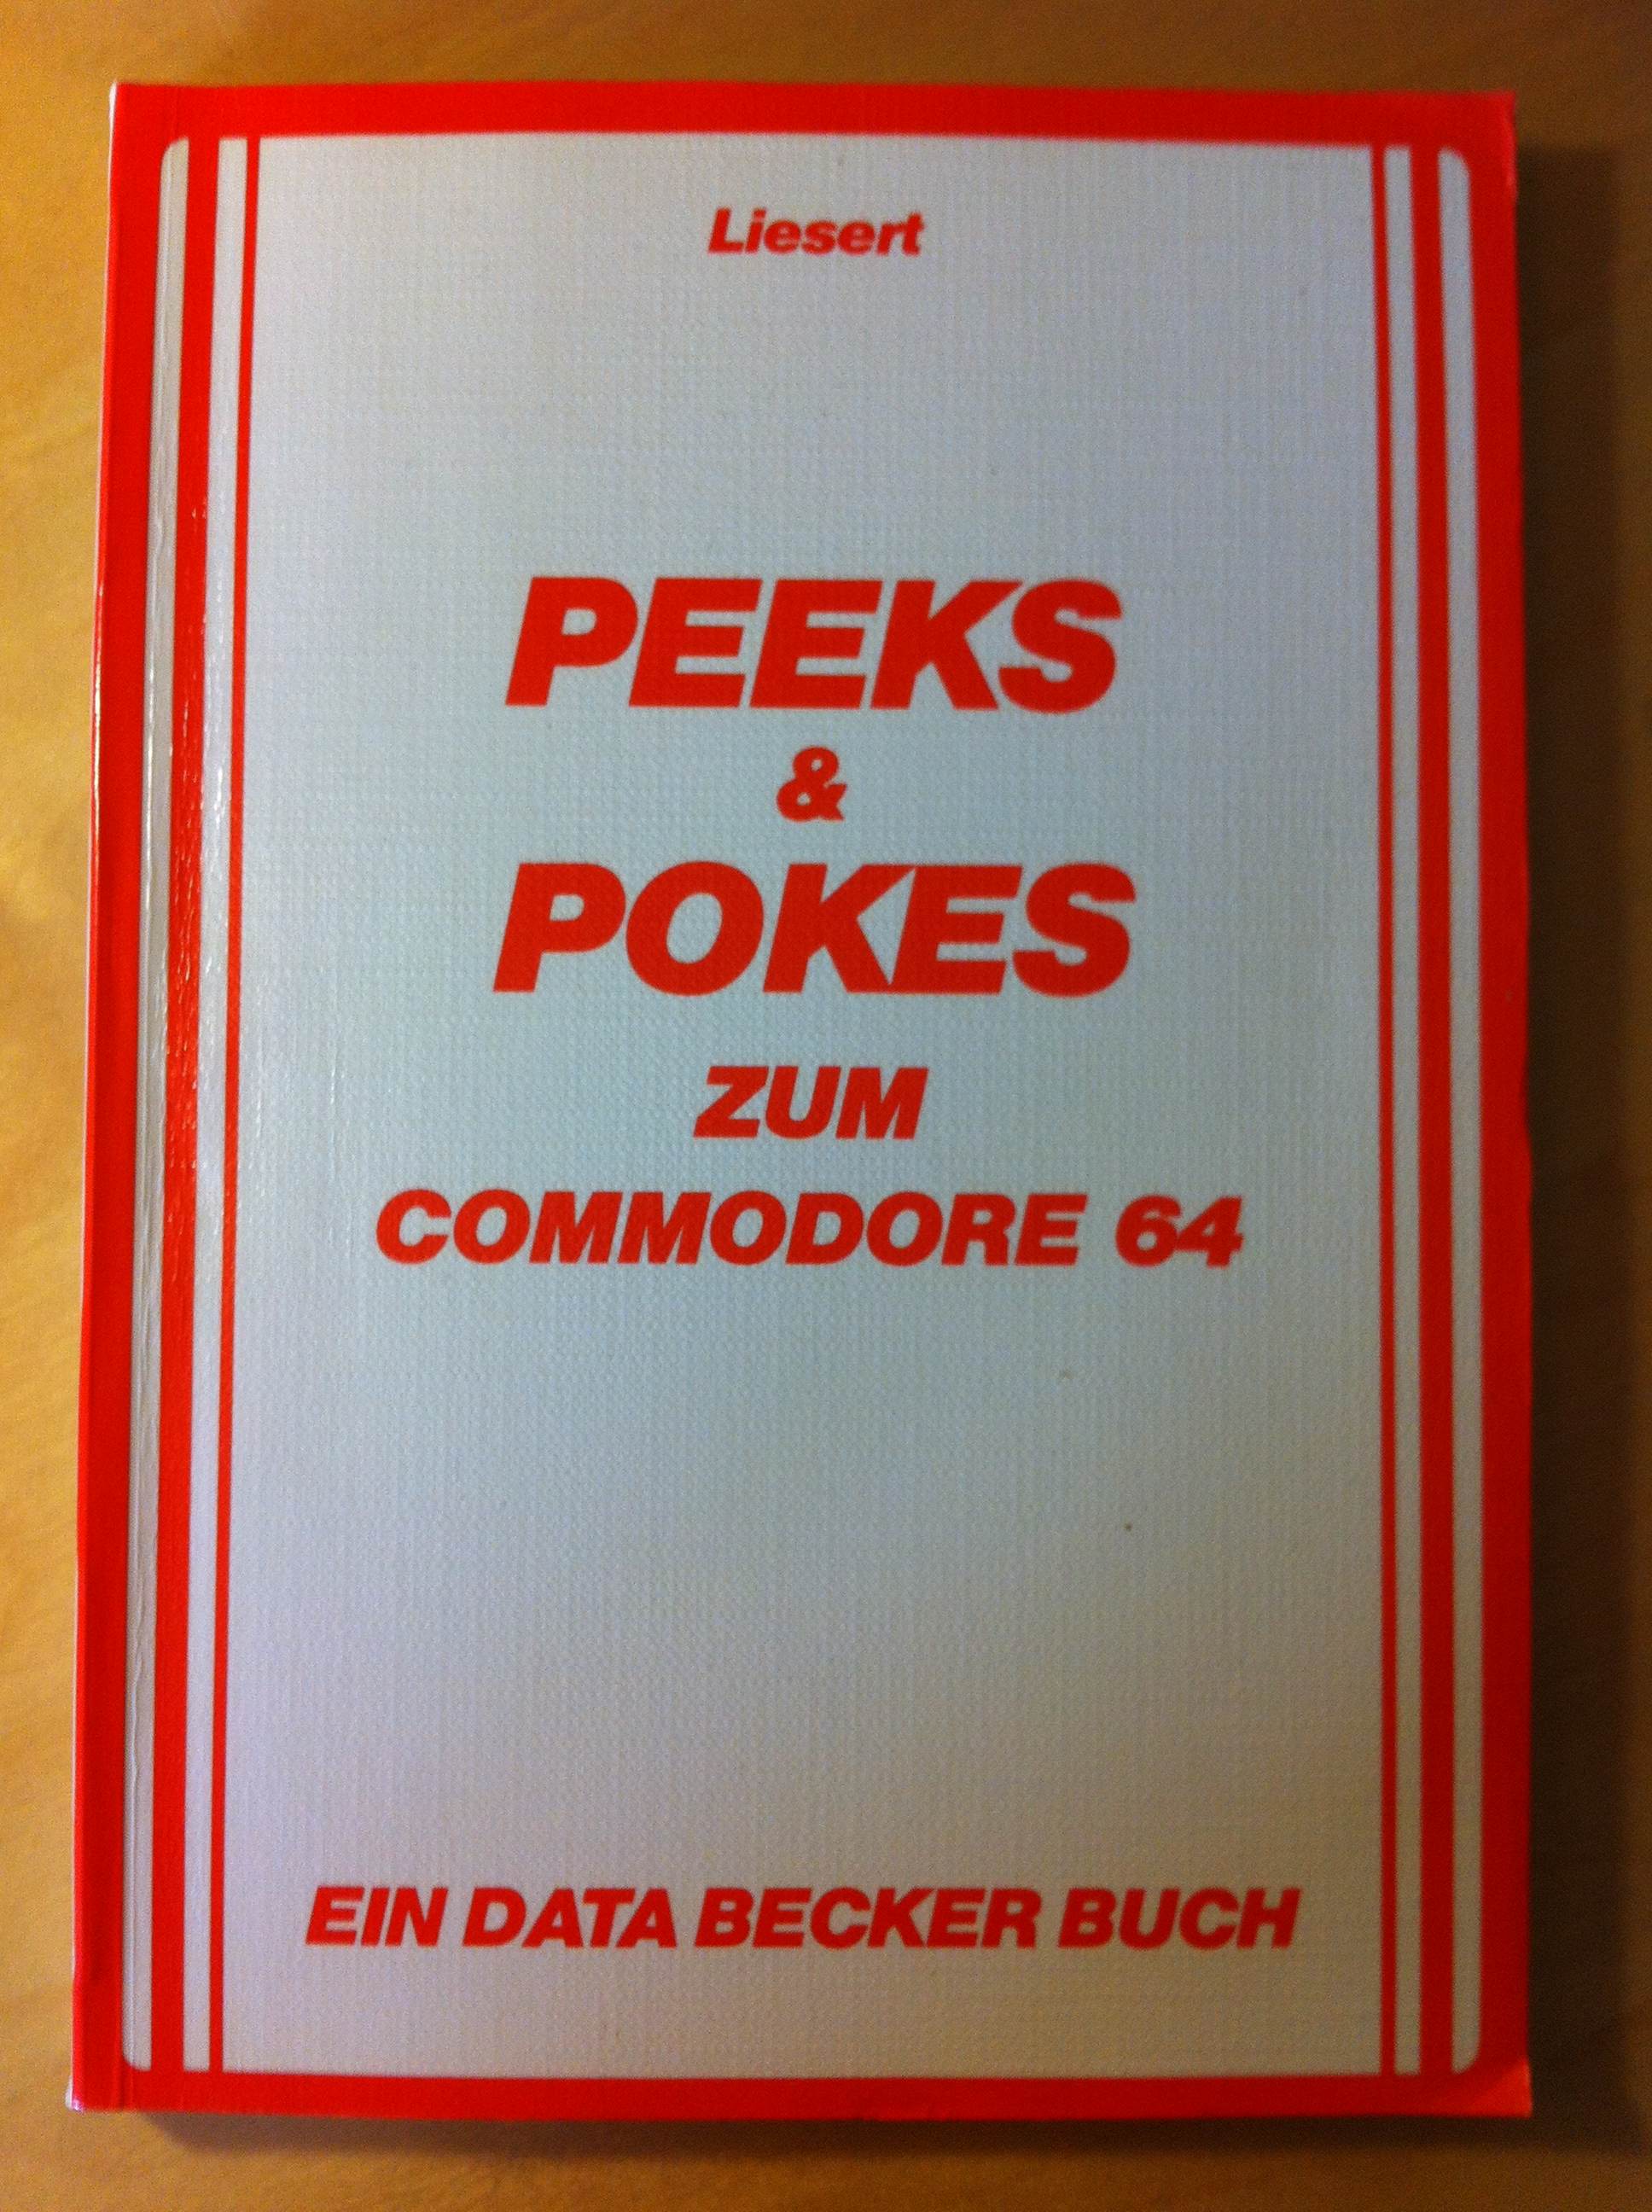 Liesert
PEEKS
&
POKES
ZUM
COMMODORE 64
EIN DATA BECKER BUCH